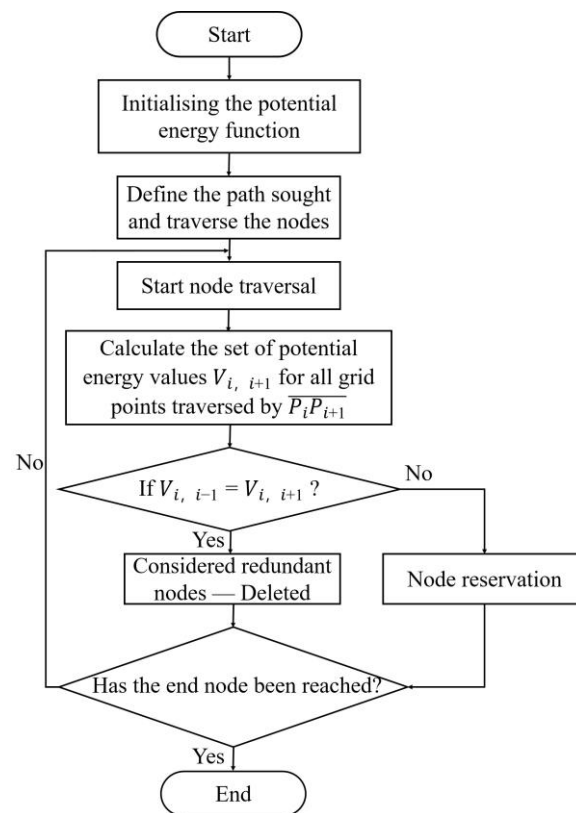 Start
Initialising the potential
energy function
Define the path sought
and traverse the nodes
Start node traversal
Calculate the set of potential
energy values V_{i, i+1} for all grid
points traversed by \overline{P_iP_{i+1}}
If V_{i, i−1} = V_{i, i+1} ?
No
Yes
Considered redundant
nodes — Deleted
Node reservation
No
Has the end node been reached?
Yes
End